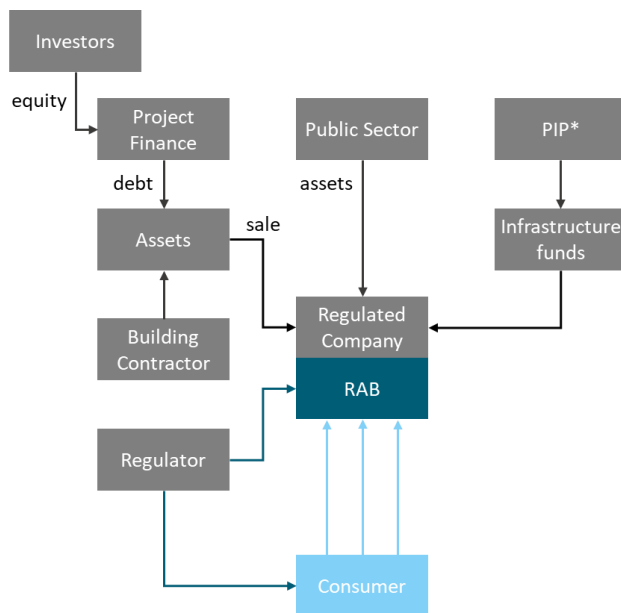 Investors
equity
Project
Finance
Public Sector
PIP*
debt
assets
Assets
sale
Infrastructure
funds
Building
Contractor
Regulated
Company
RAB
Regulator
Consumer